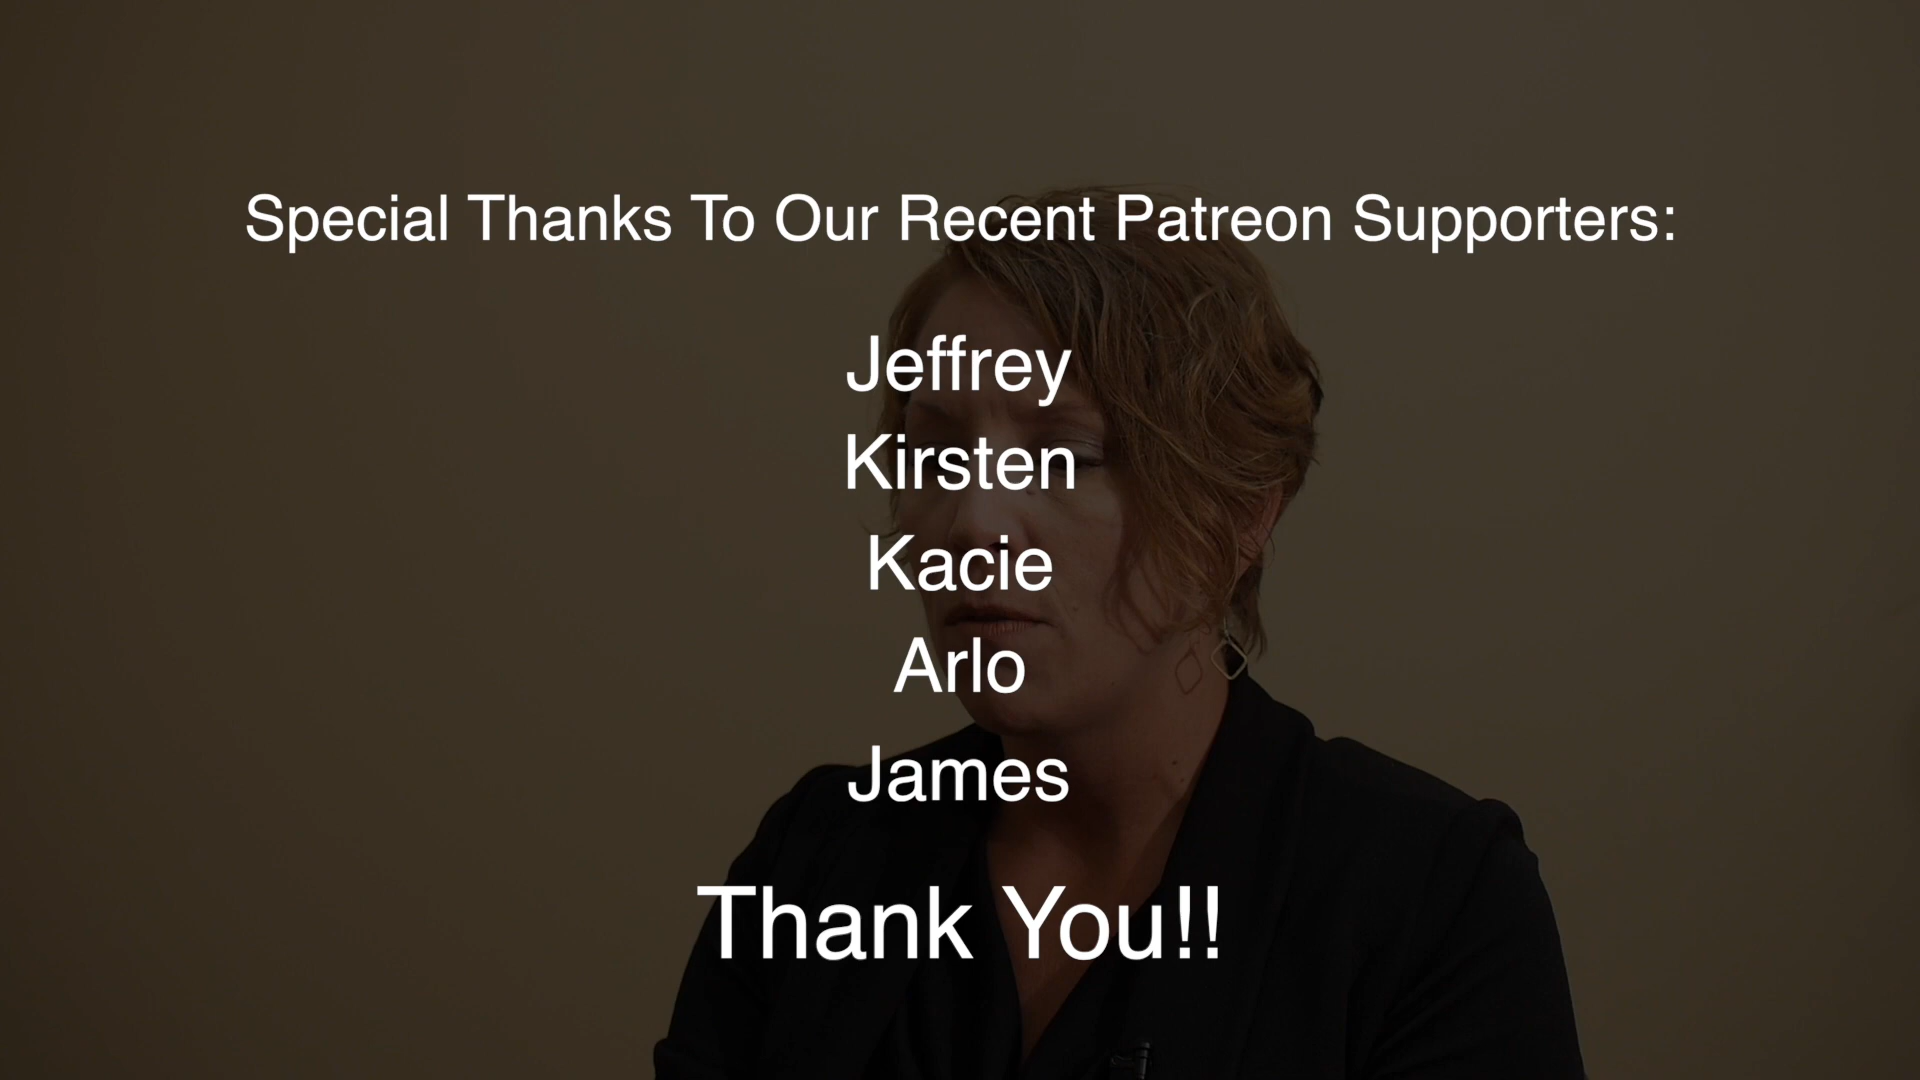 Special Thanks To Our Recent Patreon Supporters:
Jeffrey
Kirsten
Kacie
Arlo
James
Thank You!!